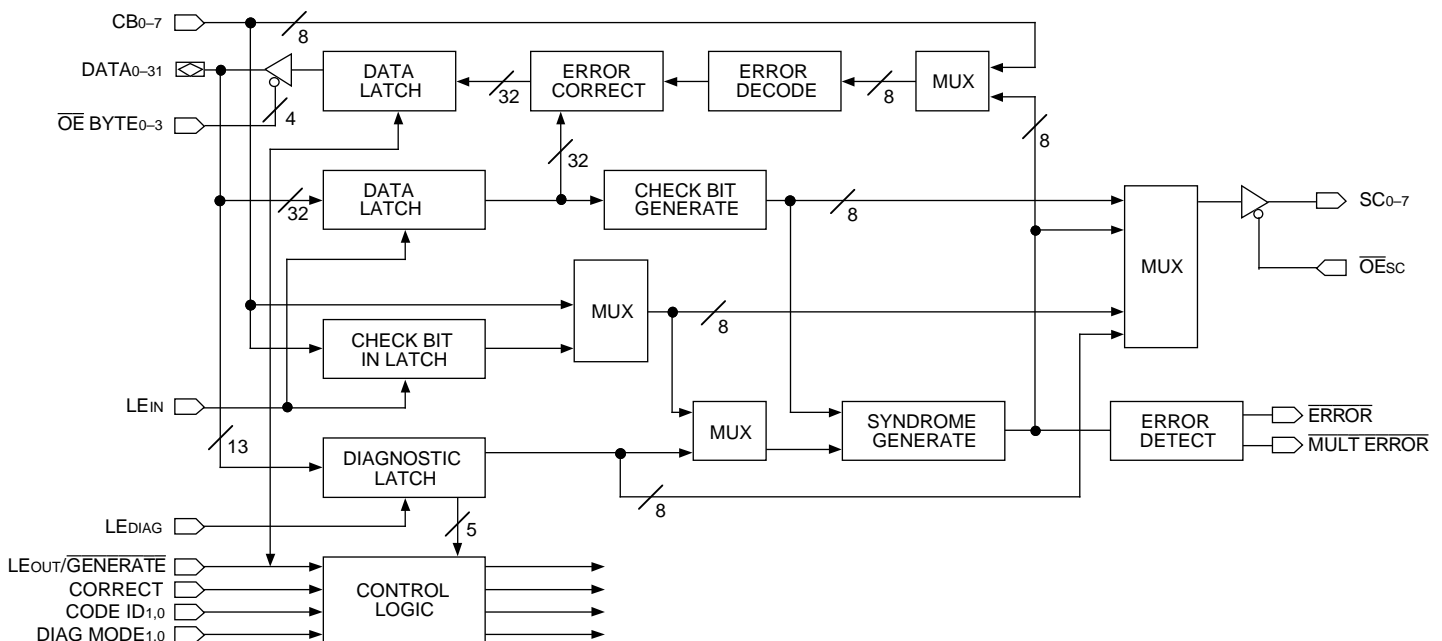 CB0–7
8
DATA0–31
DATA
LATCH
32
ERROR
CORRECT
ERROR
DECODE
8
MUX
OE BYTE0–3
4
8
32
32
DATA
LATCH
CHECK BIT
GENERATE
8
MUX
SC0–7
OESC
MUX
8
CHECK BIT
IN LATCH
LEIN
13
MUX
SYNDROME
GENERATE
ERROR
DETECT
ERROR
MULT ERROR
DIAGNOSTIC
LATCH
8
LEDIAG
5
LEOUT/GENERATE
CORRECT
CODE ID1,0
DIAG MODE1,0
CONTROL
LOGIC